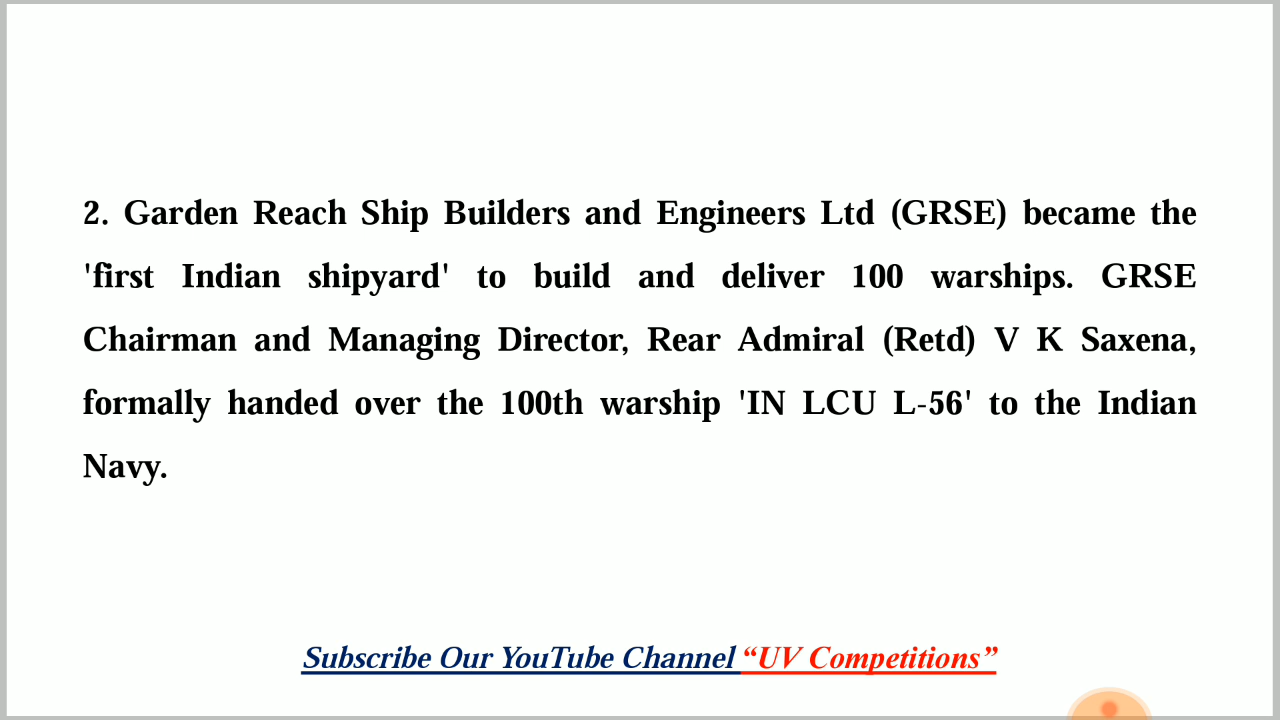 2. Garden Reach Ship Builders and Engineers Ltd (GRSE) became the
'first Indian shipyard' to build and deliver 100 warships. GRSE
Chairman and Managing Director, Rear Admiral (Retd) V K Saxena,
formally handed over the 100th warship 'IN LCU L-56' to the Indian
Navy.
Subscribe Our YouTube Channel “UV Competitions”